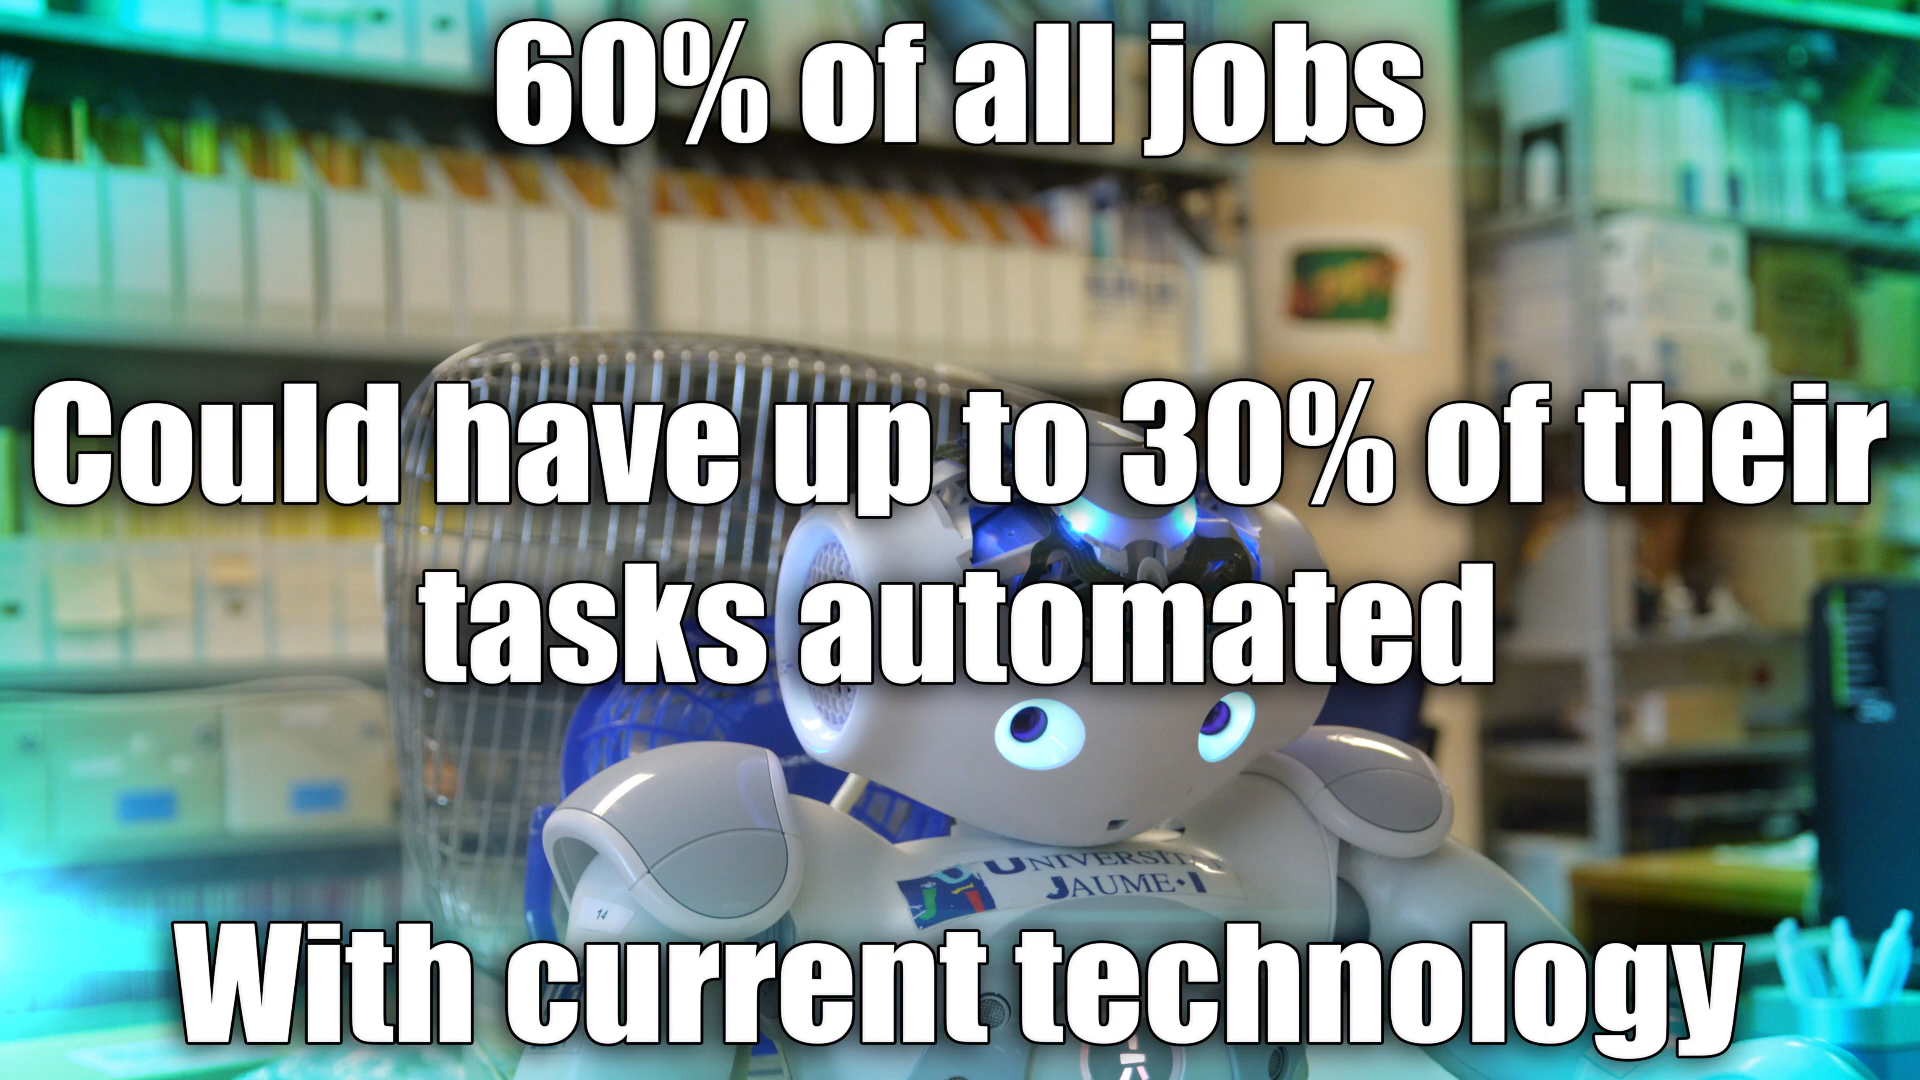 60% of all jobs
Could have up to 30% of their
tasks automated
UNIVERSITAT
JAUME·I
14
With current technology